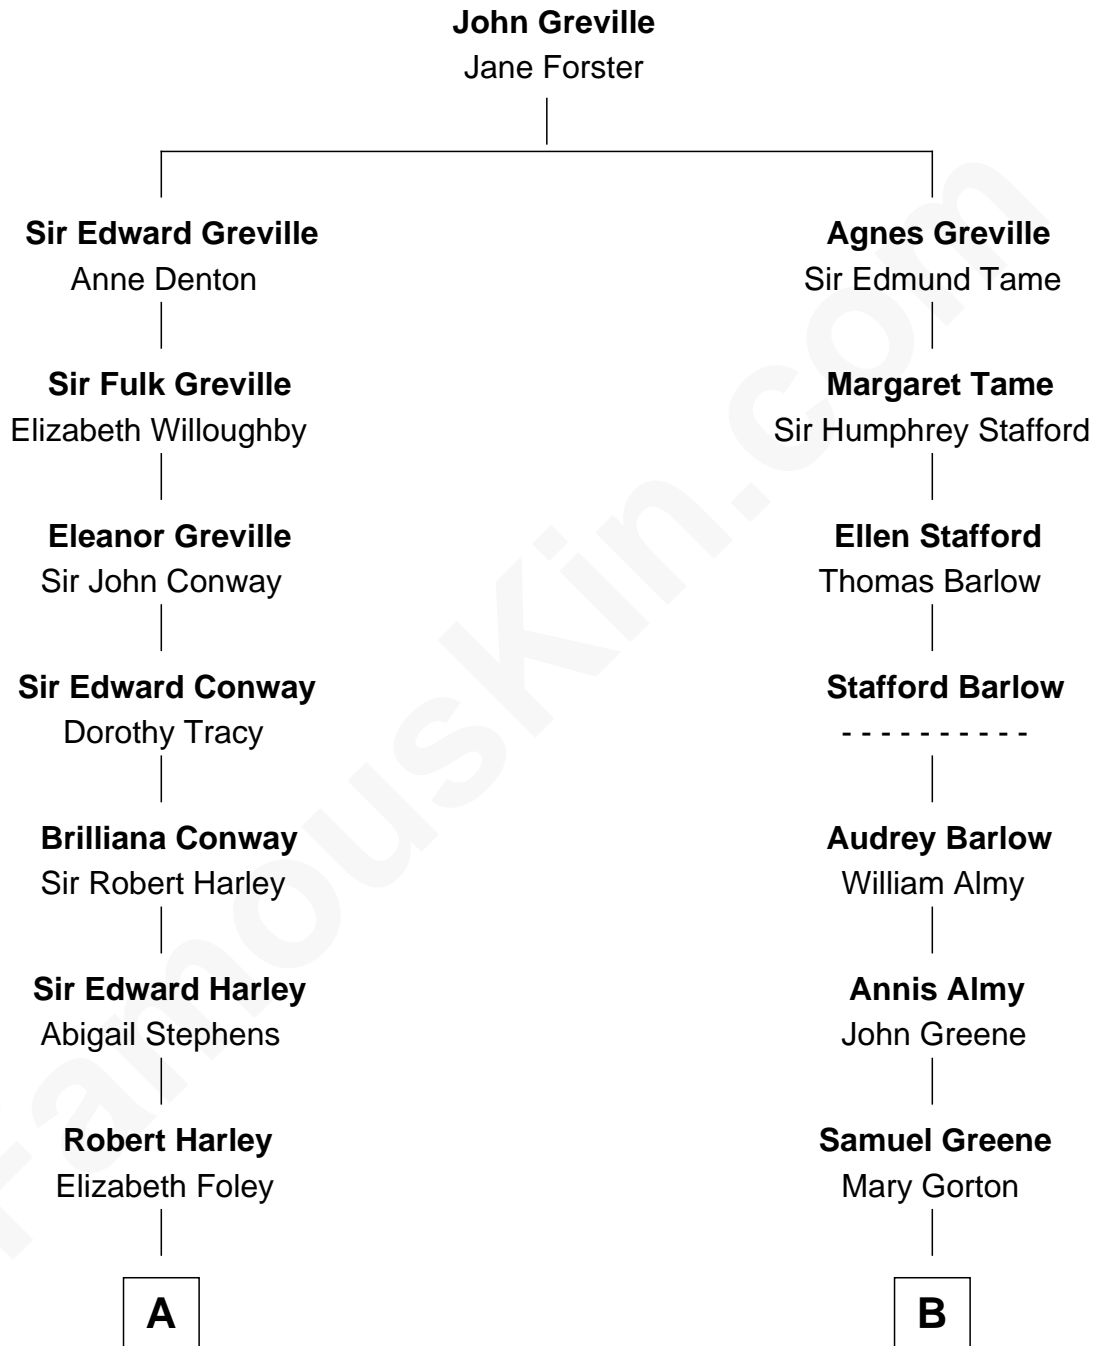 John Greville
Jane Forster
Sir Edward Greville
Anne Denton
Sir Fulk Greville
Elizabeth Willoughby
Eleanor Greville
Sir John Conway
Sir Edward Conway
Dorothy Tracy
Brilliana Conway
Sir Robert Harley
Sir Edward Harley
Abigail Stephens
Robert Harley
Elizabeth Foley
A
Agnes Greville
Sir Edmund Tame
Margaret Tame
Sir Humphrey Stafford
Ellen Stafford
Thomas Barlow
Stafford Barlow
- - - - - - - - - -
Audrey Barlow
William Almy
Annis Almy
John Greene
Samuel Greene
Mary Gorton
B
FamousKin.com